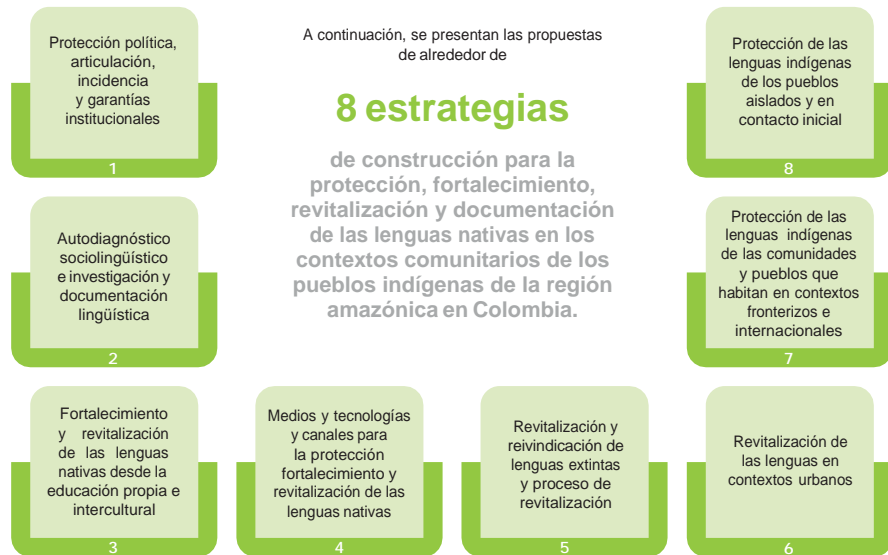 A continuación, se presentan las propuestas
de alrededor de
8 estrategias
de construcción para la
protección, fortalecimiento,
revitalización y documentación
de las lenguas nativas en los
contextos comunitarios de los
pueblos indígenas de la región
amazónica en Colombia.
Protección política,
articulación,
incidencia
y garantías
institucionales
1
Autodiagnóstico
sociolingüístico
e investigación y
documentación
lingüística
2
Fortalecimiento
y revitalización
de las lenguas
nativas desde la
educación propia e
intercultural
3
Medios y tecnologías
y canales para
la protección
fortalecimiento y
revitalización de las
lenguas nativas
4
Revitalización y
reivindicación de
lenguas extintas
y proceso de
revitalización
5
Revitalización de
las lenguas en
contextos urbanos
6
Protección de las
lenguas indígenas
de las comunidades
y pueblos que
habitan en contextos
fronterizos e
internacionales
7
Protección de las
lenguas indígenas
de los pueblos
aislados y en
contacto inicial
8